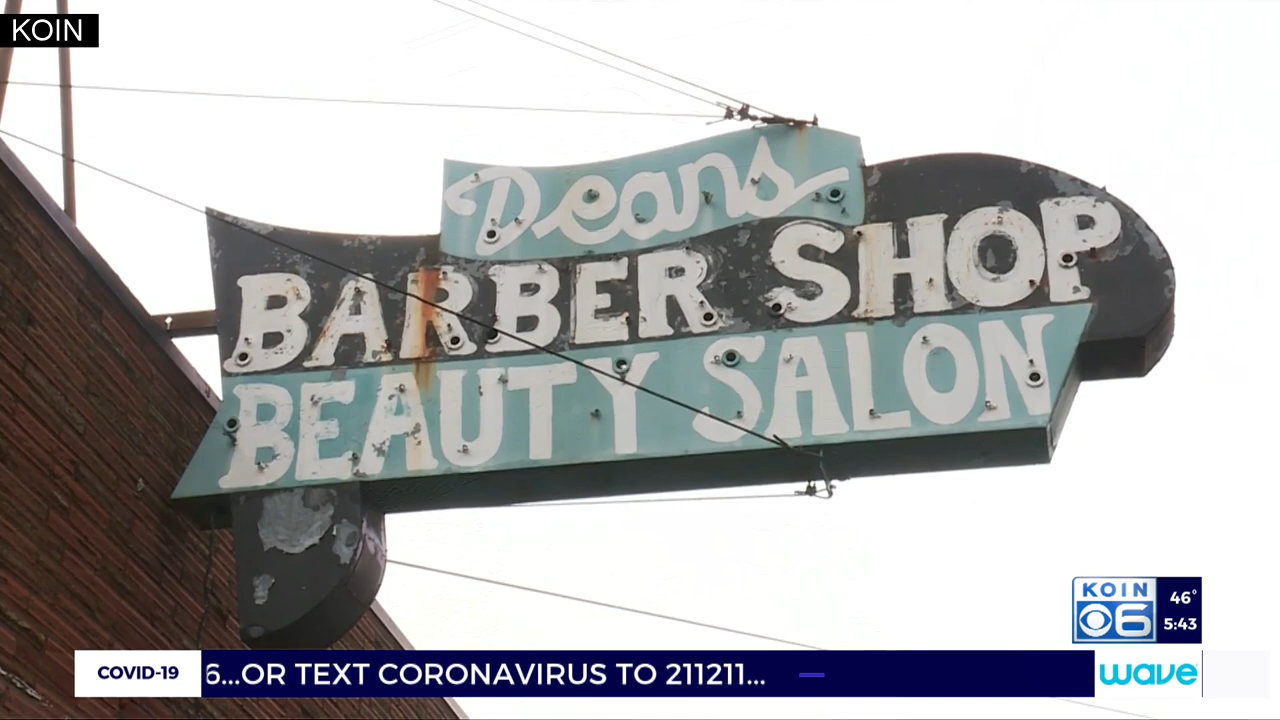 KOIN
Deans
BARBER SHOP
BEAUTY SALON
KOIN
6
46°
5:43
COVID-19
6...OR TEXT CORONAVIRUS TO 211211...
wave